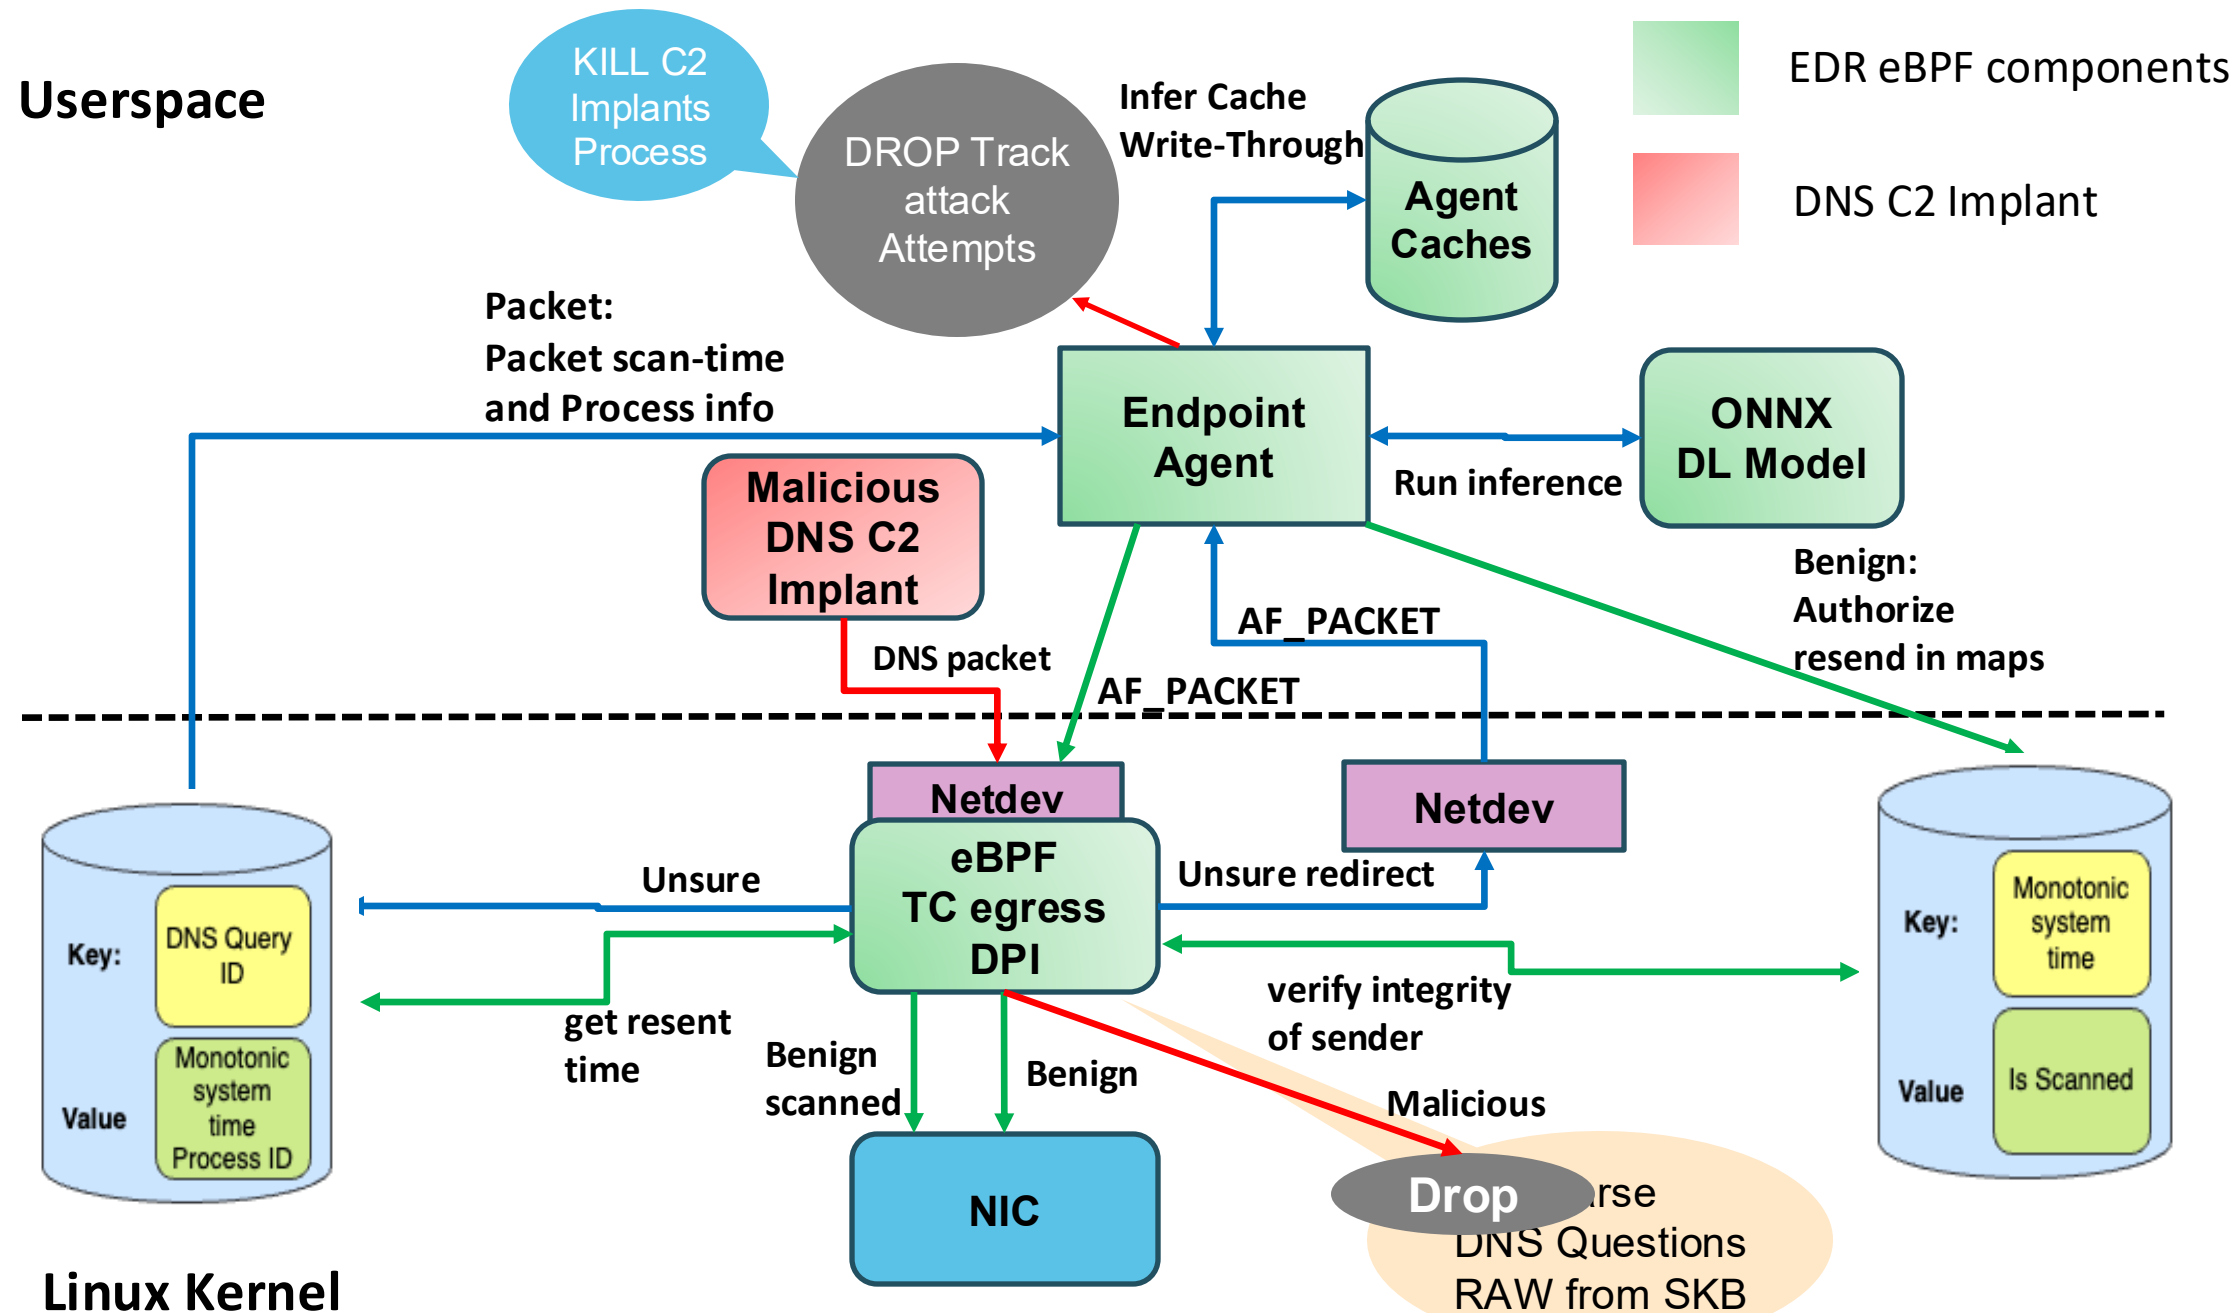 Userspace
KILL C2
Implants
Process
DROP Track
attack
Attempts
Infer Cache
Write-Through
Agent
Caches
EDR eBPF components
DNS C2 Implant
Packet:
Packet scan-time
and Process info
Endpoint
Agent
ONNX
DL Model
Run inference
Malicious
DNS C2
Implant
DNS packet
AF_PACKET
AF_PACKET
Benign:
Authorize
resend in maps
Netdev
Netdev
eBPF
TC egress
DPI
Unsure
Unsure redirect
Key:
DNS Query
ID
Value
Monotonic
system
time
Process ID
get resent
time
verify integrity
of sender
Key:
Monotonic
system
time
Value
Is Scanned
Benign
scanned
Benign
Malicious
NIC
Drop
DNS Questions
RAW from SKB
Linux Kernel